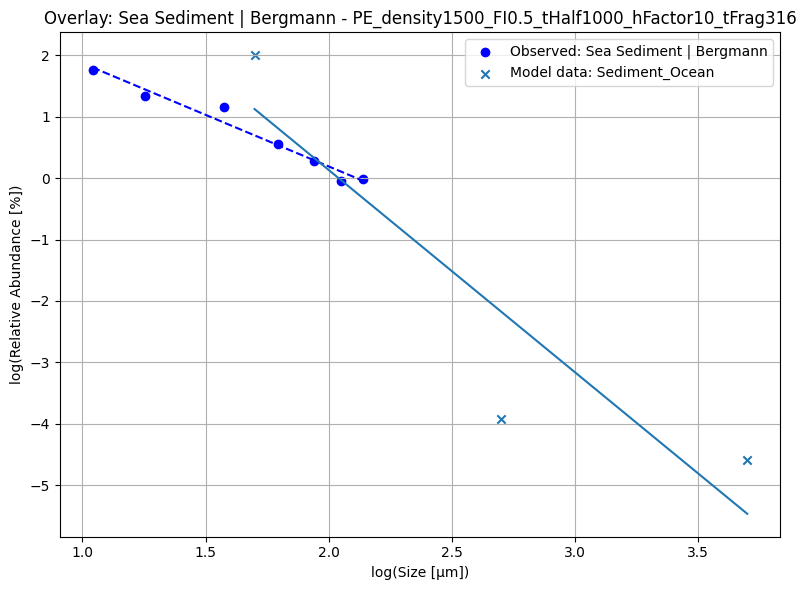 Overlay: Sea Sediment | Bergmann - PE_density1500_FI0.5_tHalf1000_hFactor10_tFrag316
Observed: Sea Sediment | Bergmann
Model data: Sediment_Ocean
log(Relative Abundance [%])
2
1
0
−1
−2
−3
−4
−5
1.0 1.5 2.0 2.5 3.0 3.5
log(Size [μm])